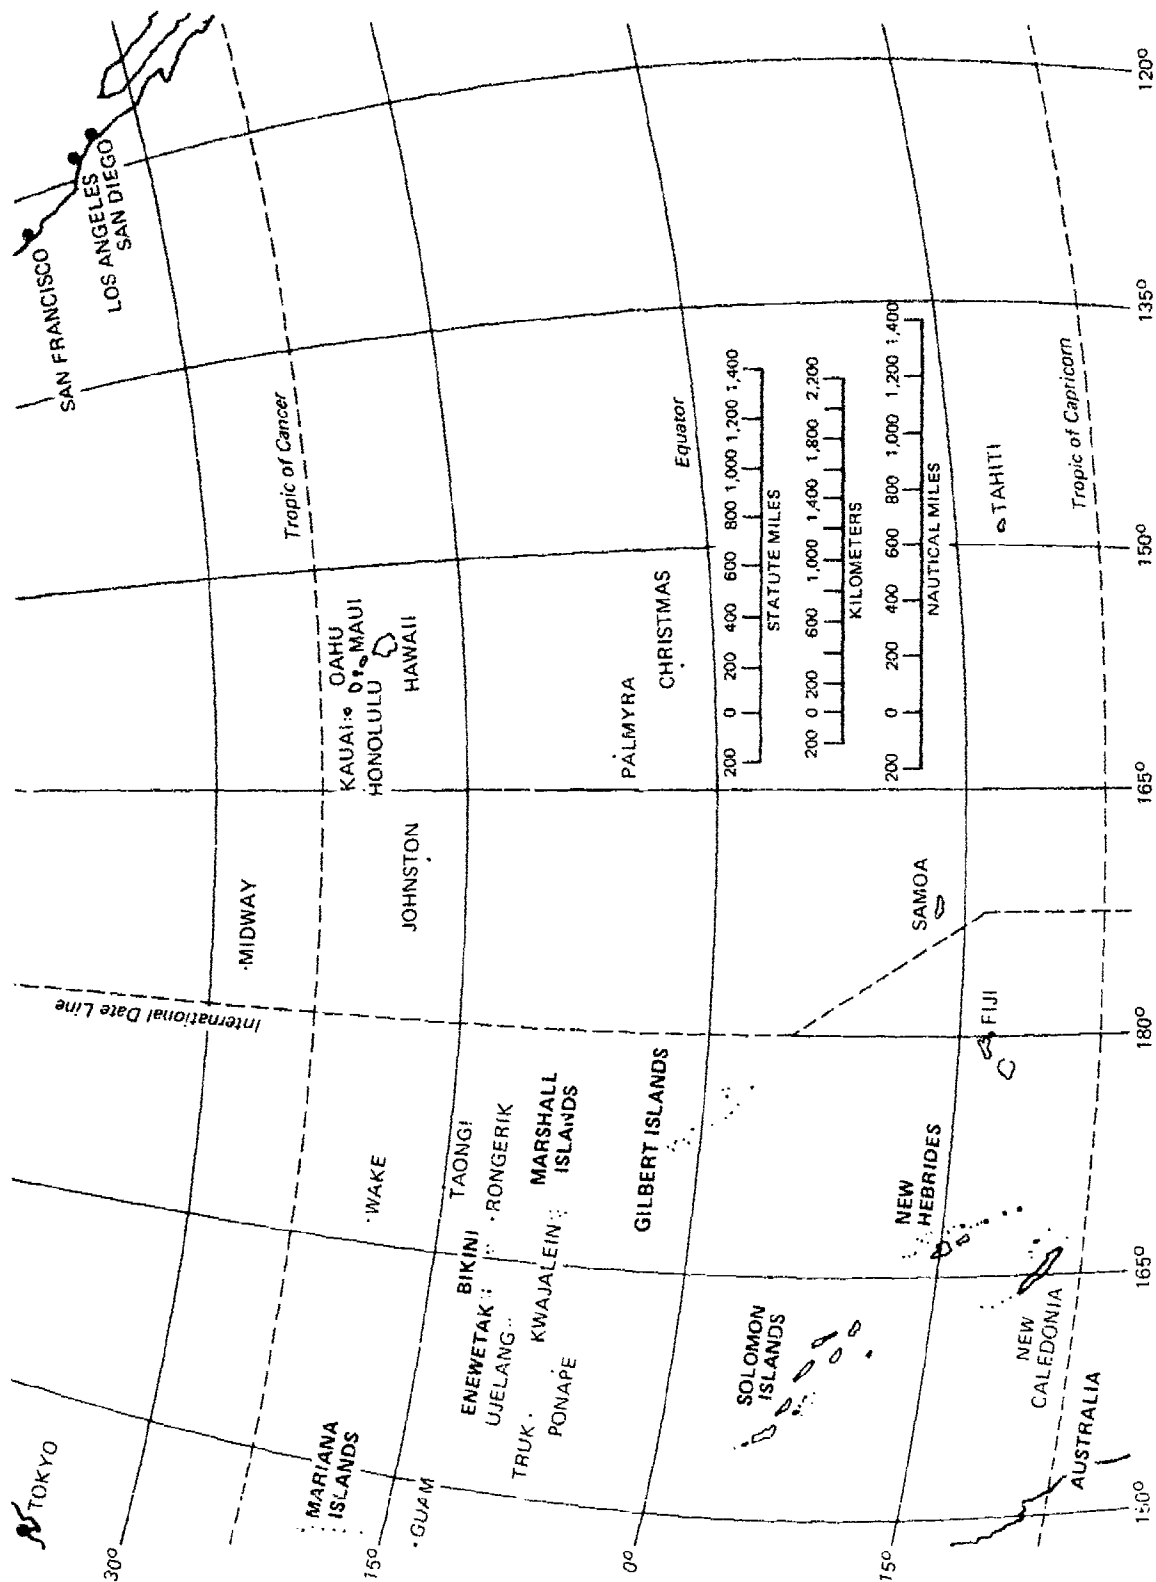 TOKYO
SAN FRANCISCO
LOS ANGELES
SAN DIEGO
30°
International Date Line
MIDWAY
Tropic of Cancer
MARIANA
ISLANDS
WAKE
KAUAI
OAHU
MAUI
HONOLULU
HAWAII
JOHNSTON
15°
GUAM
TAONGI
BIKINI
RONGERIK
ENEWETAK
UJELANG
MARSHALL
ISLANDS
KWAJALEIN
TRUK
PONAPE
PALMYRA
CHRISTMAS
GILBERT ISLANDS
Equator
0°
200 0 200 400 600 800 1,000 1,200 1,400
STATUTE MILES
SOLOMON
ISLANDS
200 0 200 600 1,000 1,400 1,800 2,200
KILOMETERS
200 0 200 400 600 800 1,000 1,200 1,400
NAUTICAL MILES
15°
NEW
HEBRIDES
SAMOA
FIJI
TAHITI
NEW
CALEDONIA
Tropic of Capricorn
AUSTRALIA
150° 165° 180° 165° 150° 135° 120°